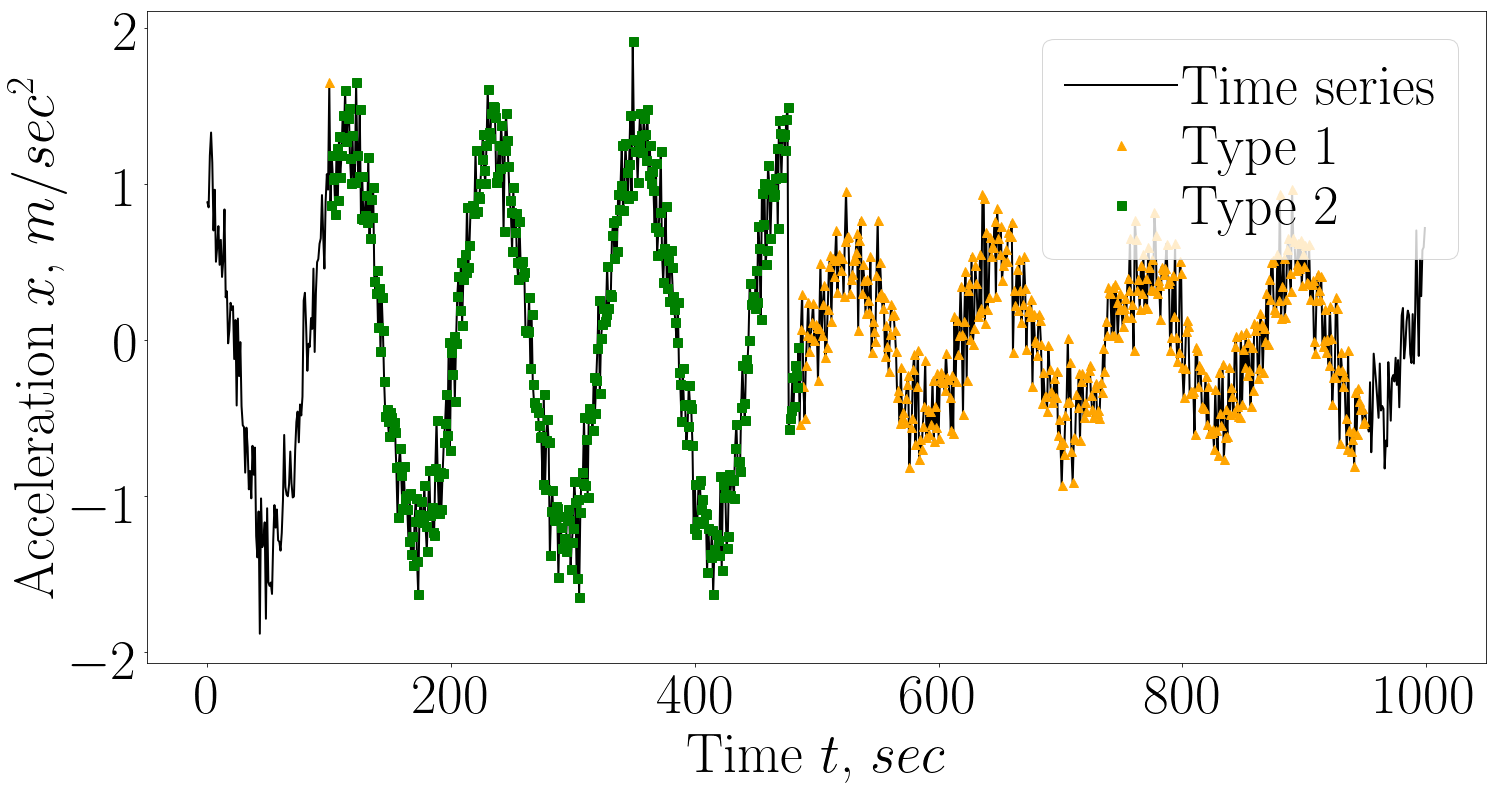 Acceleration x, m/sec²
2
1
0
−1
−2
Time series
Type 1
Type 2
0 200 400 600 800 1000
Time t, sec